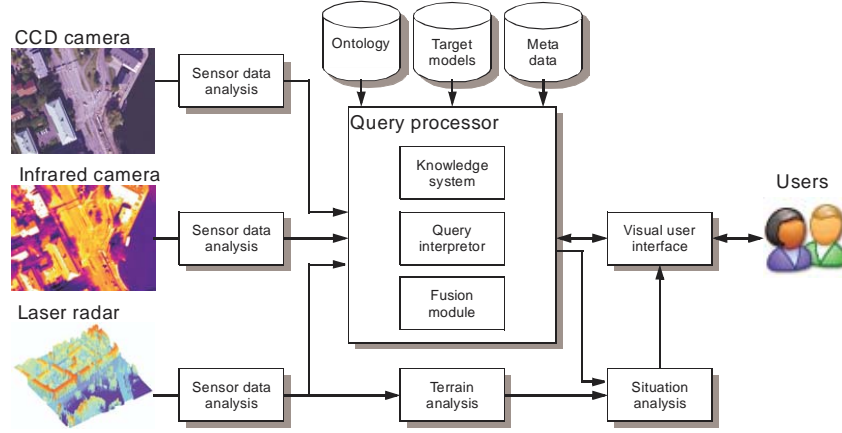 CCD camera
Sensor data
analysis
Ontology
Target
models
Meta
data
Query processor
Knowledge
system
Infrared camera
Sensor data
analysis
Query
interpretor
Visual user
interface
Users
Fusion
module
Laser radar
Sensor data
analysis
Terrain
analysis
Situation
analysis